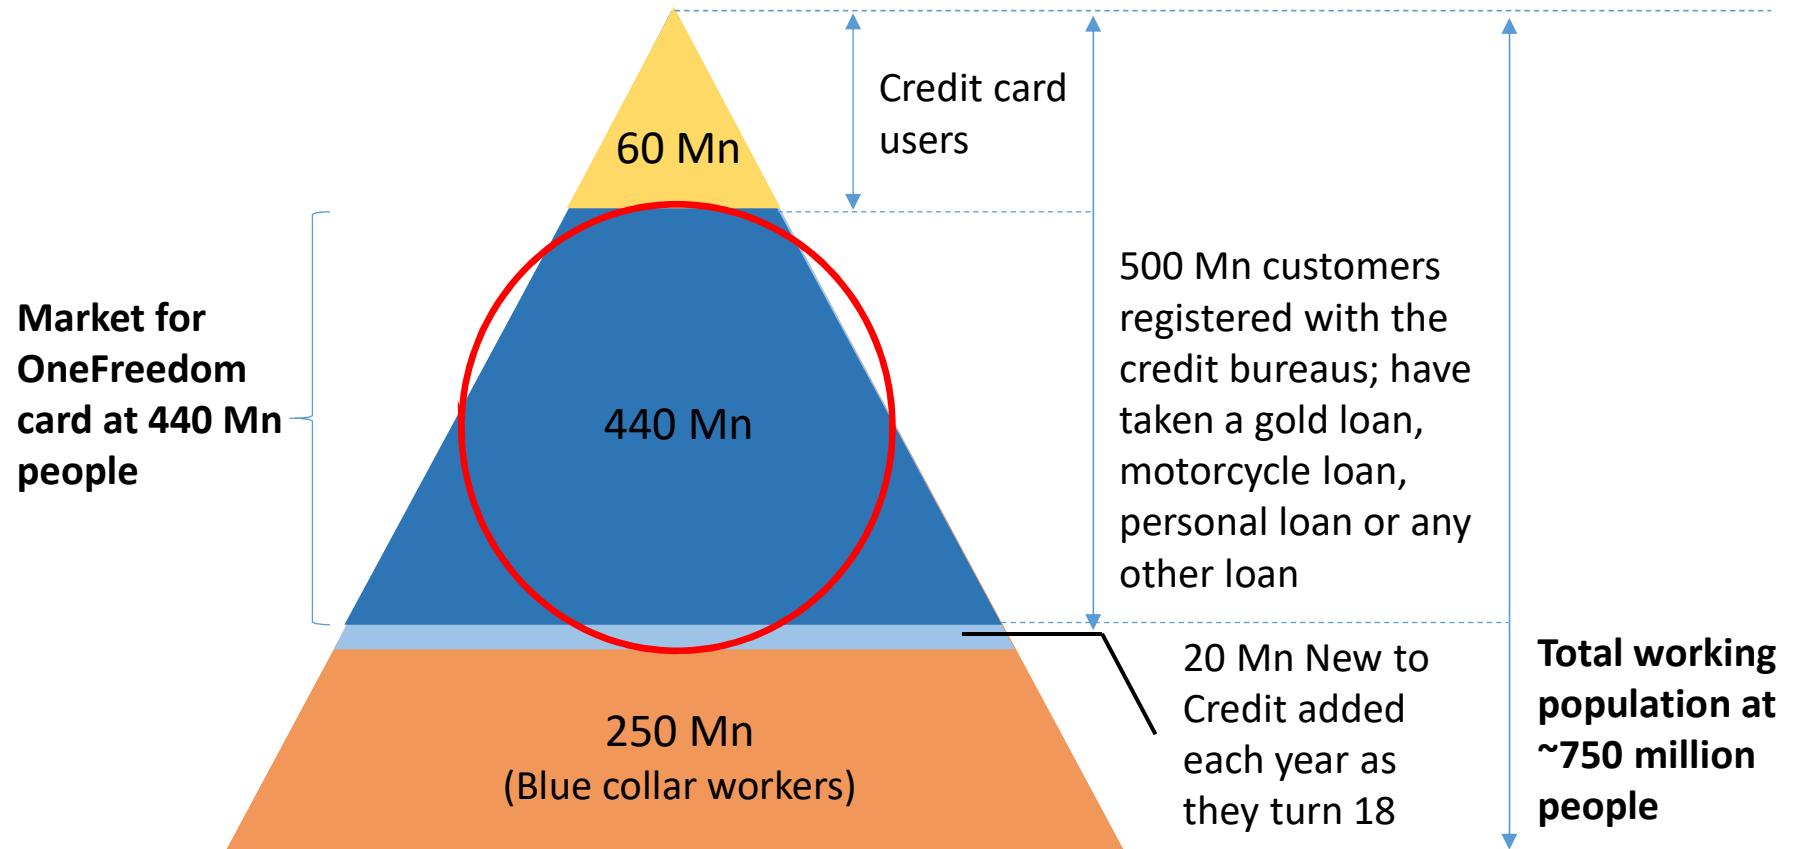 Credit card
users
60 Mn
Market for
OneFreedom
card at 440 Mn
people
440 Mn
500 Mn customers
registered with the
credit bureaus; have
taken a gold loan,
motorcycle loan,
personal loan or any
other loan
20 Mn New to
Credit added
each year as
they turn 18
Total working
population at
~750 million
people
250 Mn
(Blue collar workers)